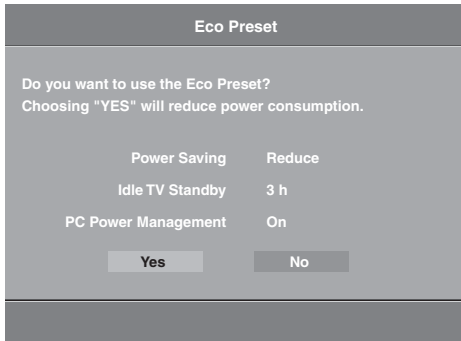 Eco Preset
Do you want to use the Eco Preset?
Choosing "YES" will reduce power consumption.
Power Saving Reduce
Idle TV Standby 3 h
PC Power Management On
Yes No